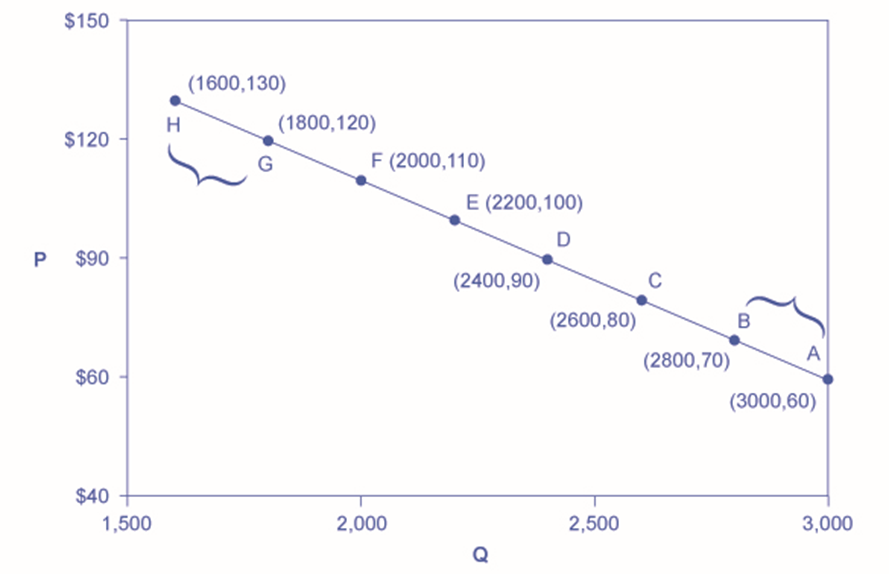 $150
(1600,130)
H
(1800,120)
$120
G
F (2000,110)
E (2200,100)
D
P
$90
(2400,90)
C
(2600,80)
B
A
(2800,70)
$60
(3000,60)
$40
1,500
2,000
2,500
3,000
Q